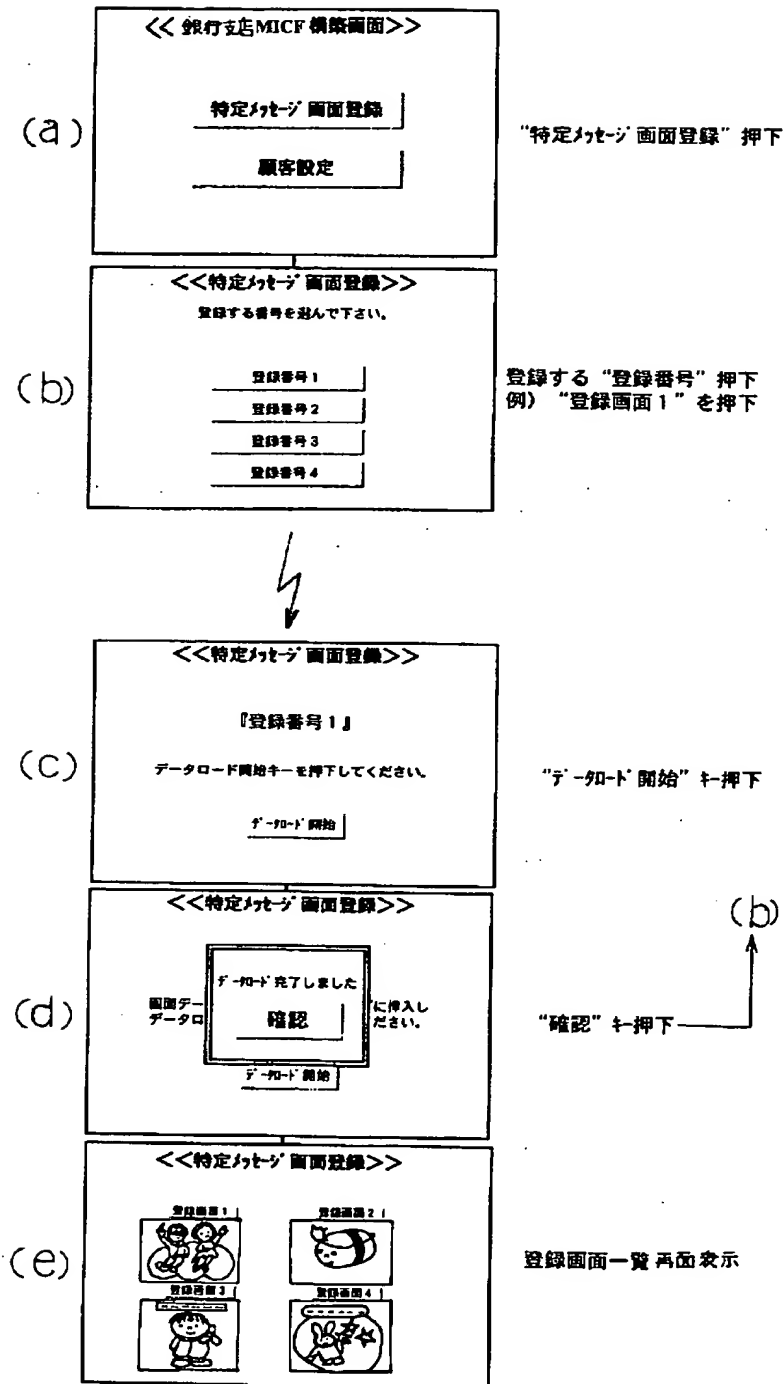 << 銀行支店MICF構築画面>>
特定メッセージ画面登録
(a)
"特定メッセージ画面登録" 押下
顧客設定
<<特定メッセージ画面登録>>
登録する番号を選んで下さい。
(b)
登録番号1
登録番号2
登録番号3
登録番号4
登録する "登録番号" 押下
例) "登録画面1" を押下
<<特定メッセージ画面登録>>
『登録番号1』
(c)
データロード開始キーを押下してください。
データロード開始
"データロード開始" キー押下
<<特定メッセージ画面登録>>
(b)
データロード完了しました
(d)
画面デー
に挿入し
データロ
確認
ださい。
データロード開始
"確認" キー押下
<<特定メッセージ画面登録>>
登録画面1
登録画面2
(e)
登録画面一覧再面表示
登録画面3
登録画面4